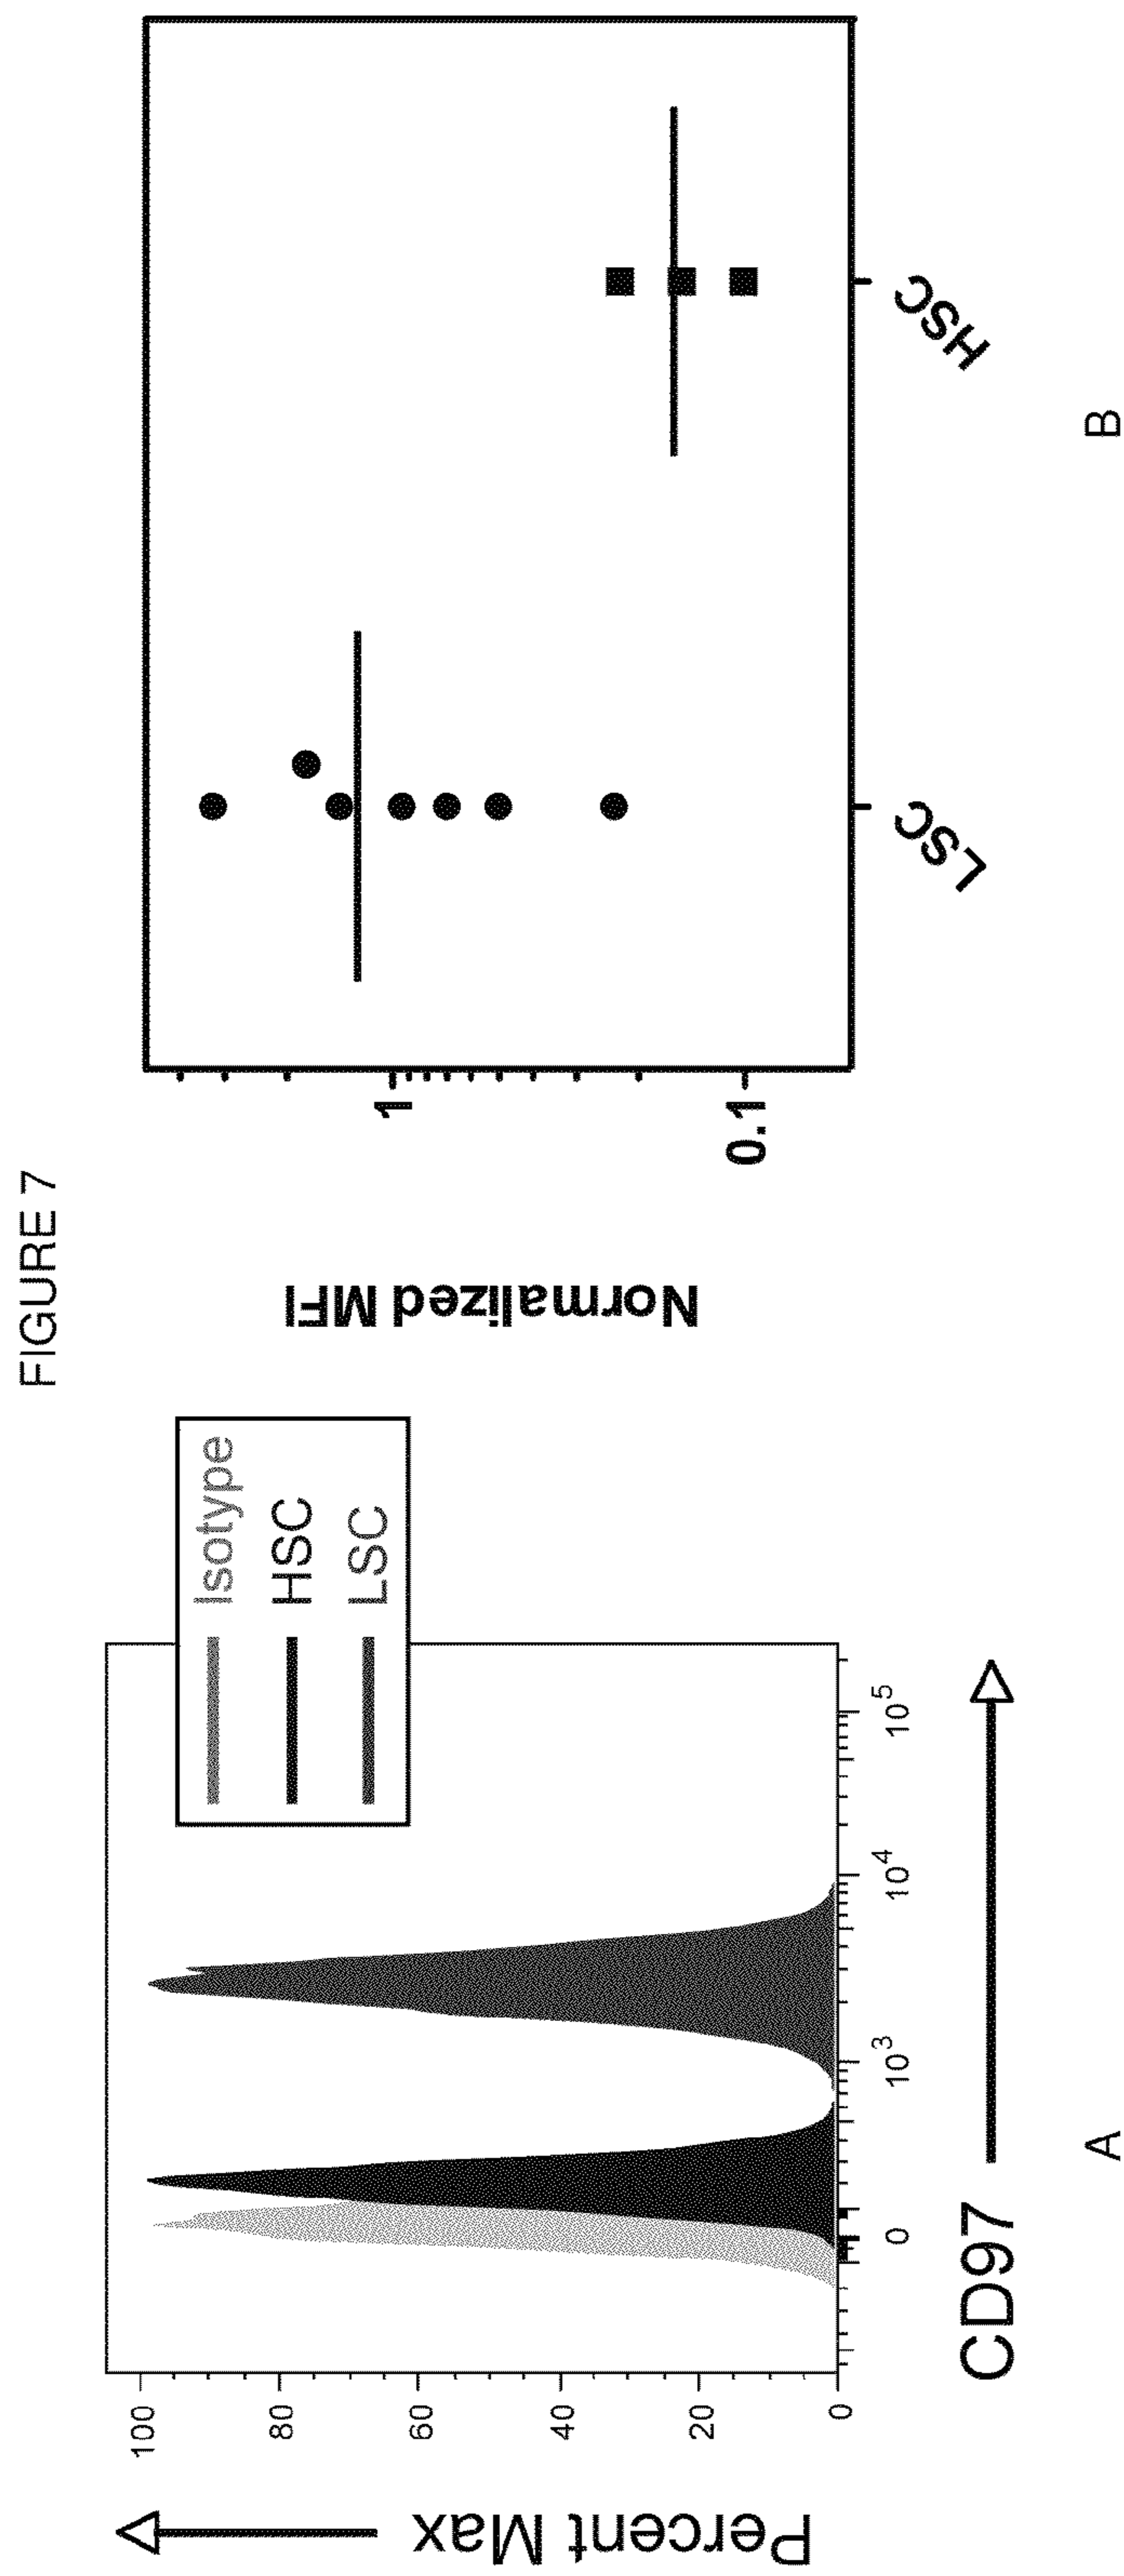 FIGURE 7
Percent Max
100
80
60
40
20
0
Isotype
HSC
LSC
0
10³
10⁴
10⁵
CD97
A
Normalized MFI
1
0.1
LSC
HSC
B